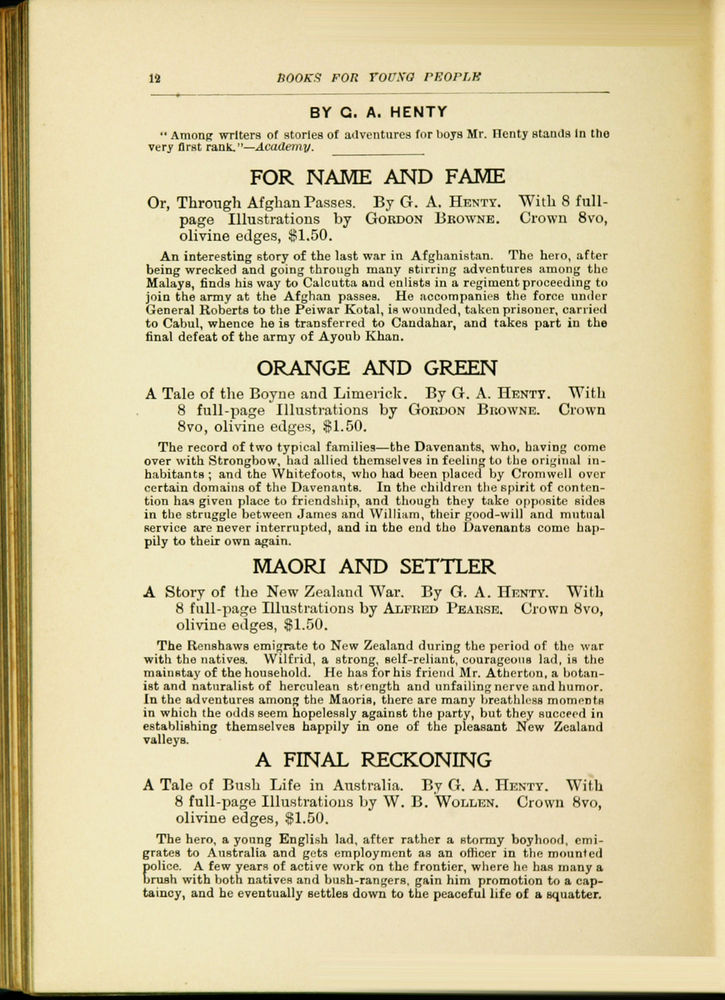 12 BOOKS FOR YOUNG PEOPLE
BY G. A. HENTY
"Among writers of stories of adventures for boys Mr. Henty stands in the
very first rank."—Academy.
FOR NAME AND FAME
Or, Through Afghan Passes. By G. A. HENTY. With 8 full-
page Illustrations by GORDON BROWNE. Crown 8vo,
olivine edges, $1.50.
An interesting story of the last war in Afghanistan. The hero, after
being wrecked and going through many stirring adventures among the
Malays, finds his way to Calcutta and enlists in a regiment proceeding to
join the army at the Afghan passes. He accompanies the force under
General Roberts to the Peiwar Kotal, is wounded, taken prisoner, carried
to Cabul, whence he is transferred to Candahar, and takes part in the
final defeat of the army of Ayoub Khan.
ORANGE AND GREEN
A Tale of the Boyne and Limerick. By G. A. HENTY. With
8 full-page Illustrations by GORDON BROWNE. Crown
8vo, olivine edges, $1.50.
The record of two typical families—the Davenants, who, having come
over with Strongbow, had allied themselves in feeling to the original in-
habitants; and the Whitefoots, who had been placed by Cromwell over
certain domains of the Davenants. In the children the spirit of conten-
tion has given place to friendship, and though they take opposite sides
in the struggle between James and William, their good-will and mutual
service are never interrupted, and in the end the Davenants come hap-
pily to their own again.
MAORI AND SETTLER
A Story of the New Zealand War. By G. A. HENTY. With
8 full-page Illustrations by ALFRED PEARSE. Crown 8vo,
olivine edges, $1.50.
The Renshaws emigrate to New Zealand during the period of the war
with the natives. Wilfrid, a strong, self-reliant, courageous lad, is the
mainstay of the household. He has for his friend Mr. Atherton, a botan-
ist and naturalist of herculean strength and unfailing nerve and humor.
In the adventures among the Maoris, there are many breathless moments
in which the odds seem hopelessly against the party, but they succeed in
establishing themselves happily in one of the pleasant New Zealand
valleys.
A FINAL RECKONING
A Tale of Bush Life in Australia. By G. A. HENTY. With
8 full-page Illustrations by W. B. WOLLEN. Crown 8vo,
olivine edges, $1.50.
The hero, a young English lad, after rather a stormy boyhood, emi-
grates to Australia and gets employment as an officer in the mounted
police. A few years of active work on the frontier, where he has many a
brush with both natives and bush-rangers, gain him promotion to a cap-
taincy, and he eventually settles down to the peaceful life of a squatter.